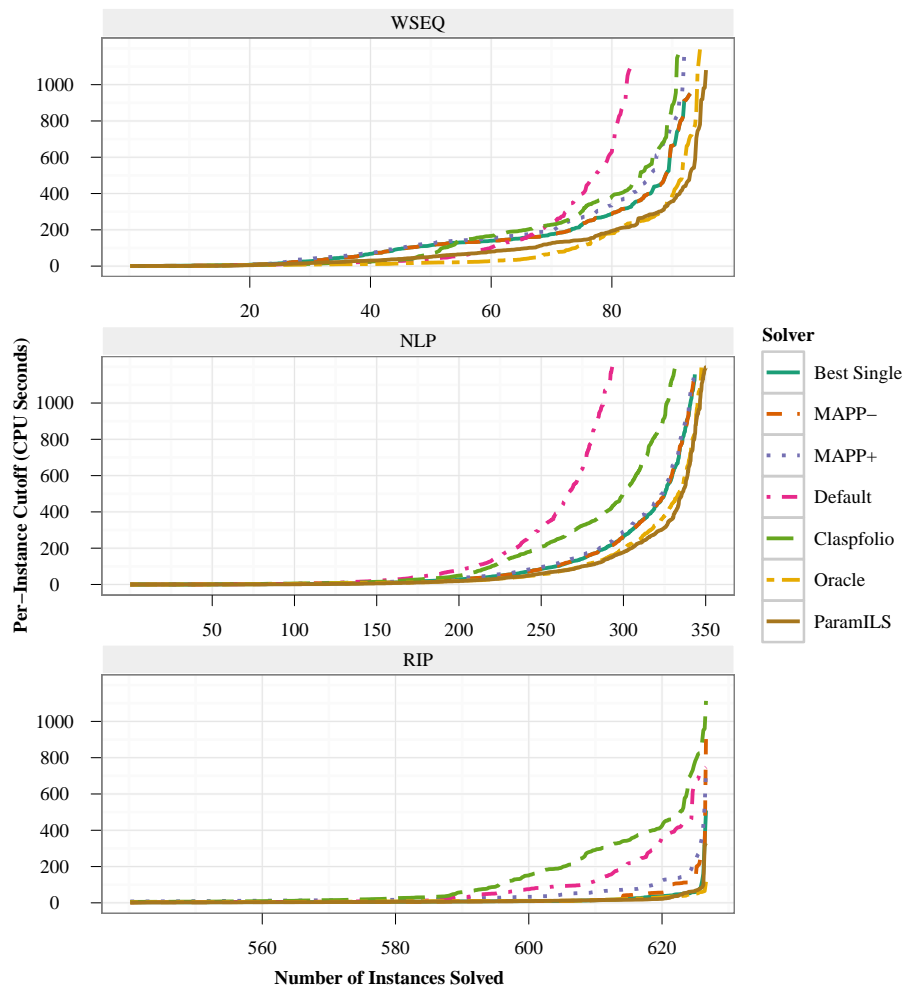 WSEQ
1000
800
600
400
200
0
20 40 60 80
NLP
1000
800
600
400
200
0
50 100 150 200 250 300 350
RIP
1000
800
600
400
200
0
560 580 600 620
Number of Instances Solved
Per−Instance Cutoff (CPU Seconds)
Solver
Best Single
MAPP−
MAPP+
Default
Claspfolio
Oracle
ParamILS